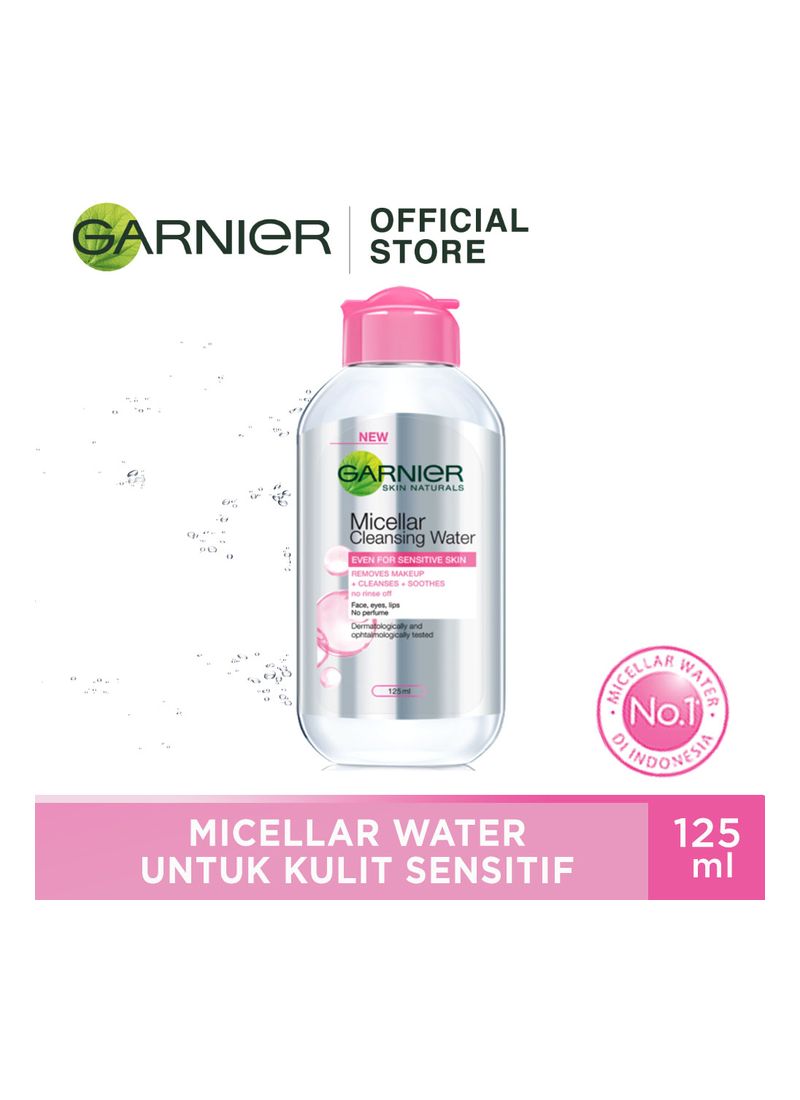 GARNIER
OFFICIAL
STORE
NEW
GARNIER
SKIN NATURALS
Micellar
Cleansing Water
EVEN FOR SENSITIVE SKIN
REMOVES MAKEUP
+ CLEANSES + SOOTHES
no rinse off
Face, eyes, lips
No perfume
Dermatologically and
ophtalmologically tested
125 ml
MICELLAR WATER
No.1
DI INDONESIA
MICELLAR WATER
UNTUK KULIT SENSITIF
125
ml